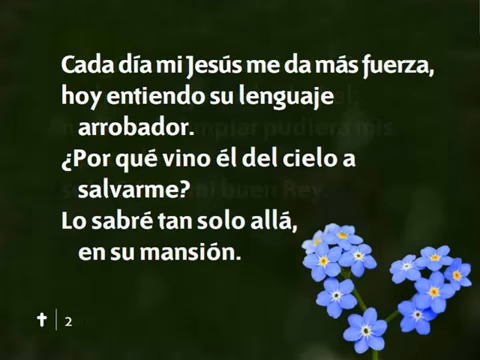 Cada día mi Jesús me da más fuerza,
hoy entiendo su lenguaje
arrobador.
¿Por qué vino él del cielo a
salvarme?
Lo sabré tan solo allá,
en su mansión.
2